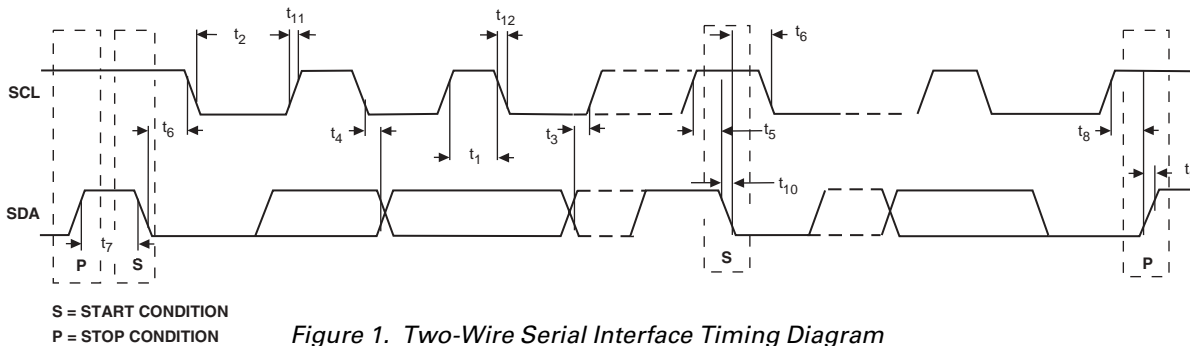 t11
t12
t2
t6
SCL
t6
t4
t3
t5
t8
t1
t10
t
SDA
t7
P
S
S
P
S = START CONDITION
P = STOP CONDITION
Figure 1. Two-Wire Serial Interface Timing Diagram